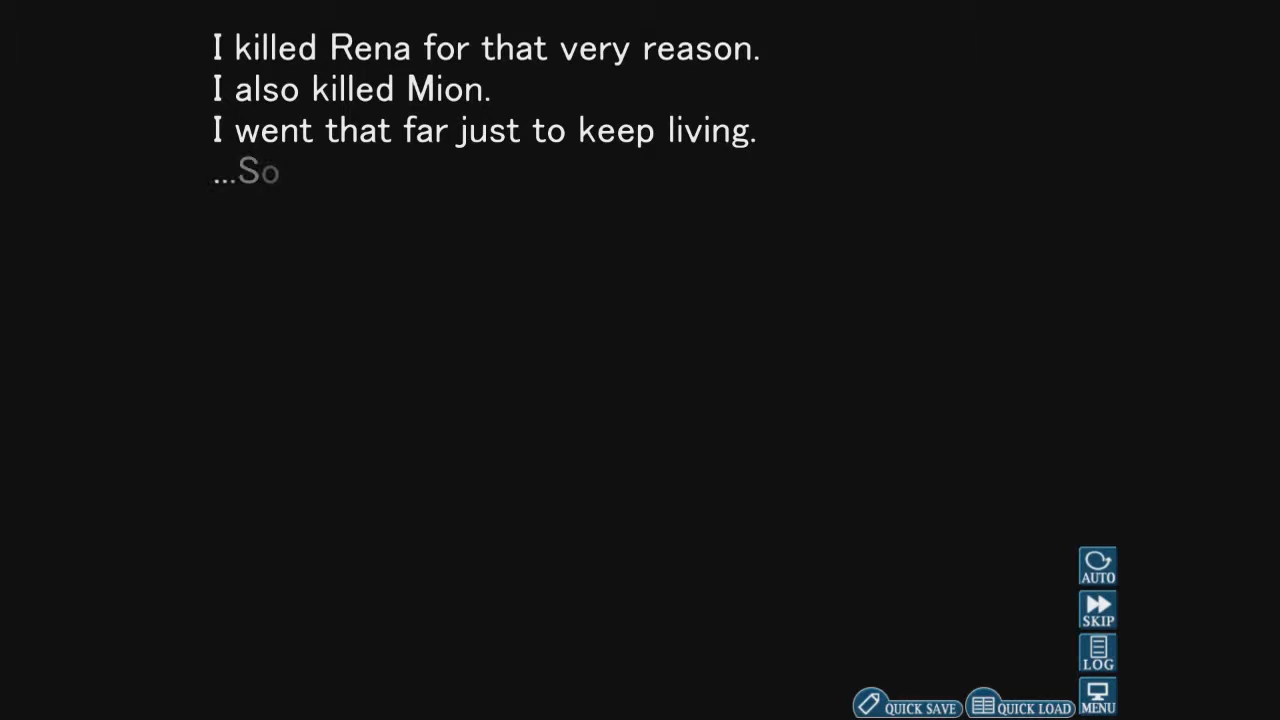 I killed Rena for that very reason.
I also killed Mion.
I went that far just to keep living.
...So
AUTO
SKIP
LOG
MENU
QUICK SAVE
QUICK LOAD